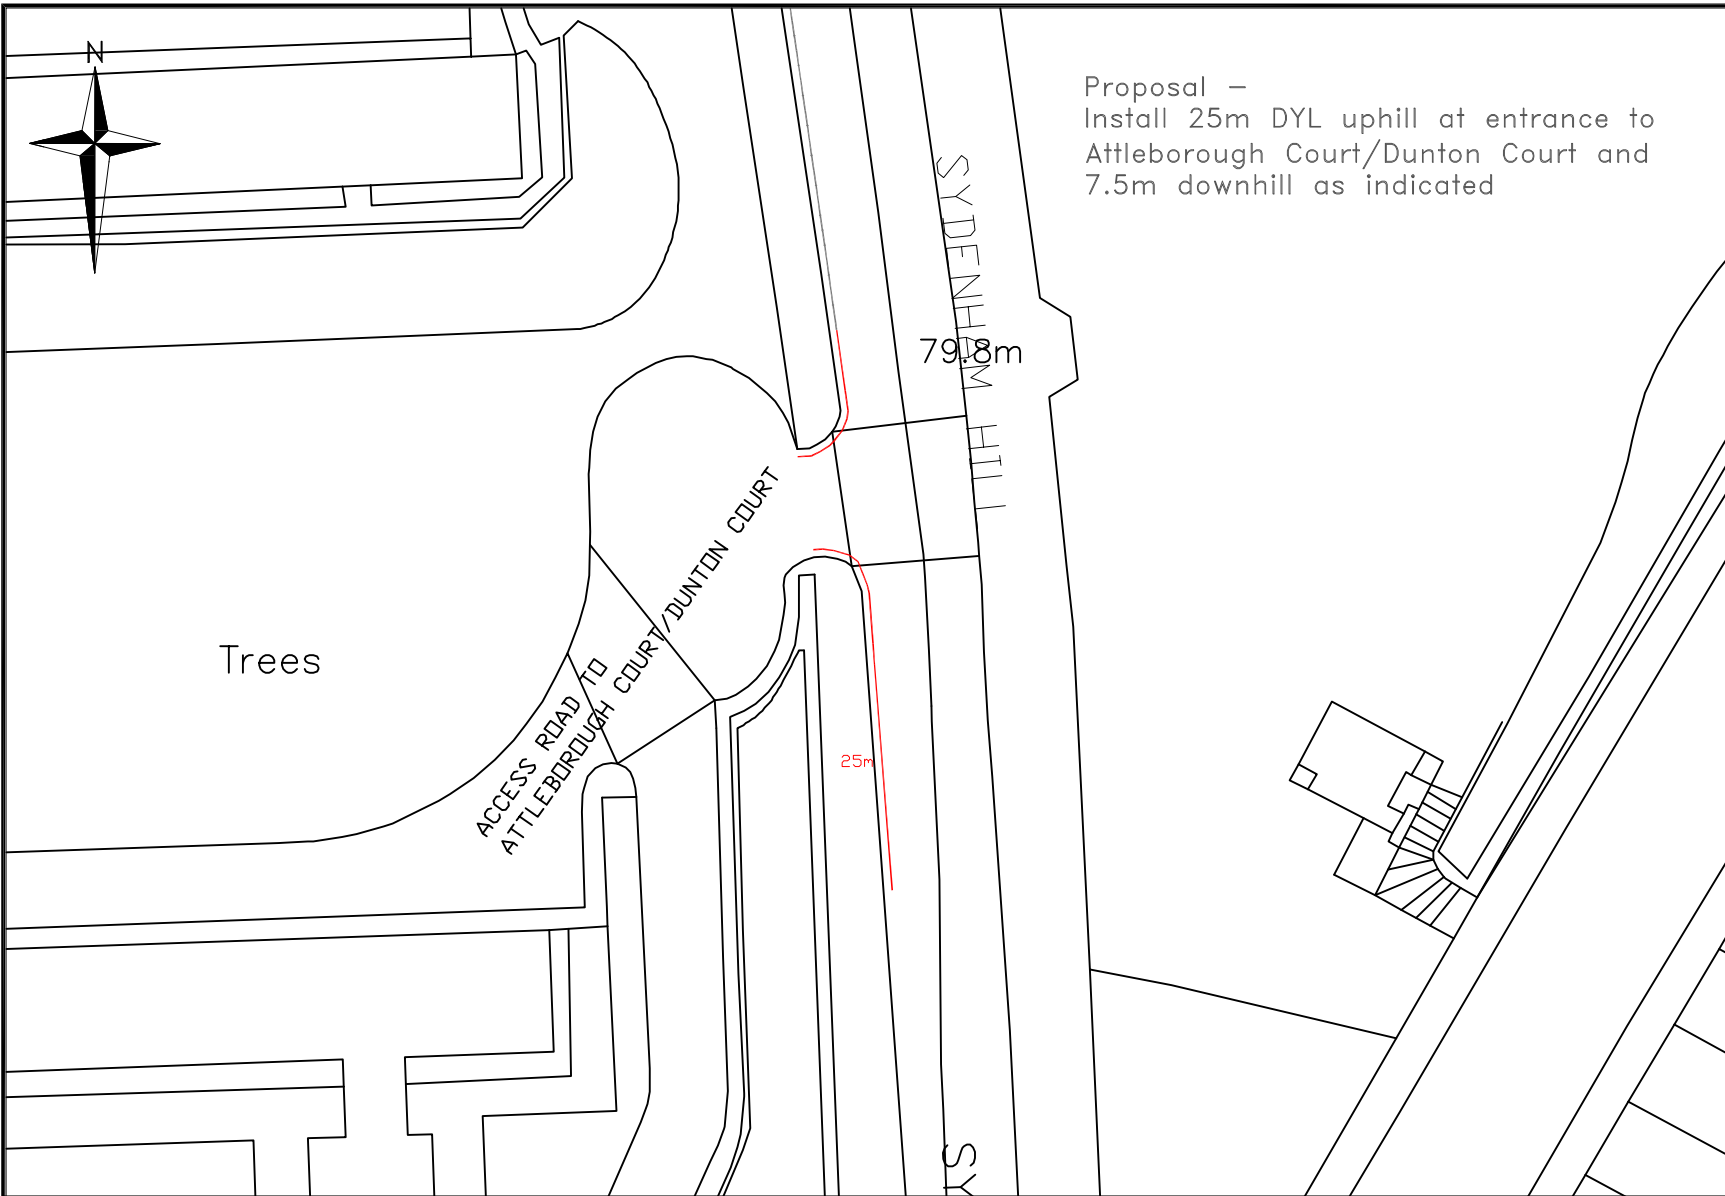 N
Proposal –
Install 25m DYL uphill at entrance to
Attleborough Court/Dunton Court and
7.5m downhill as indicated
SYDENHAM HILL
79.8m
ACCESS ROAD TO
ATTLEBOROUGH COURT/DUNTON COURT
Trees
25m
SY